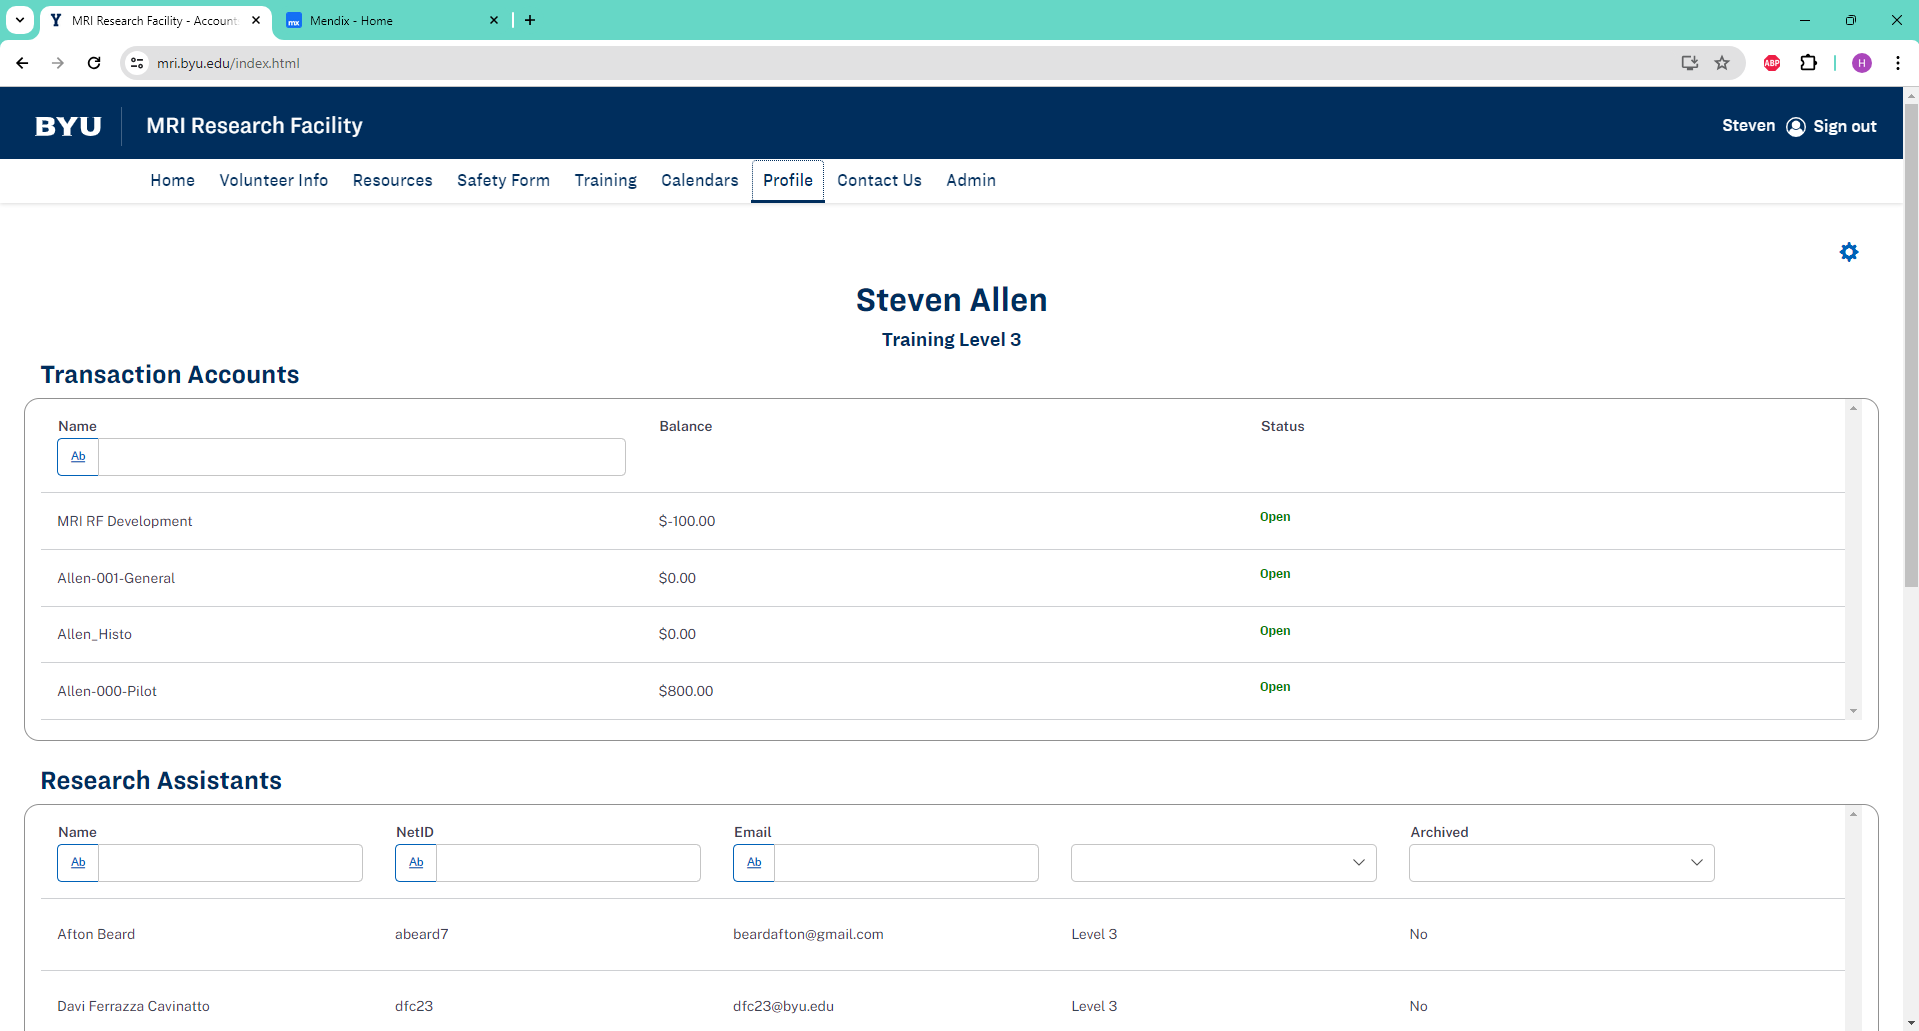 MRI Research Facility - Account
Mendix - Home
mri.byu.edu/index.html
ABP
H
BYU
MRI Research Facility
Steven Sign out
Home Volunteer Info Resources Safety Form Training Calendars Profile Contact Us Admin
Steven Allen
Training Level 3
Transaction Accounts
Name Balance Status
Ab
MRI RF Development $-100.00 Open
Allen-001-General $0.00 Open
Allen_Histo $0.00 Open
Allen-000-Pilot $800.00 Open
Research Assistants
Name NetID Email Archived
Ab Ab Ab
Afton Beard abeard7 beardafton@gmail.com Level 3 No
Davi Ferrazza Cavinatto dfc23 dfc23@byu.edu Level 3 No